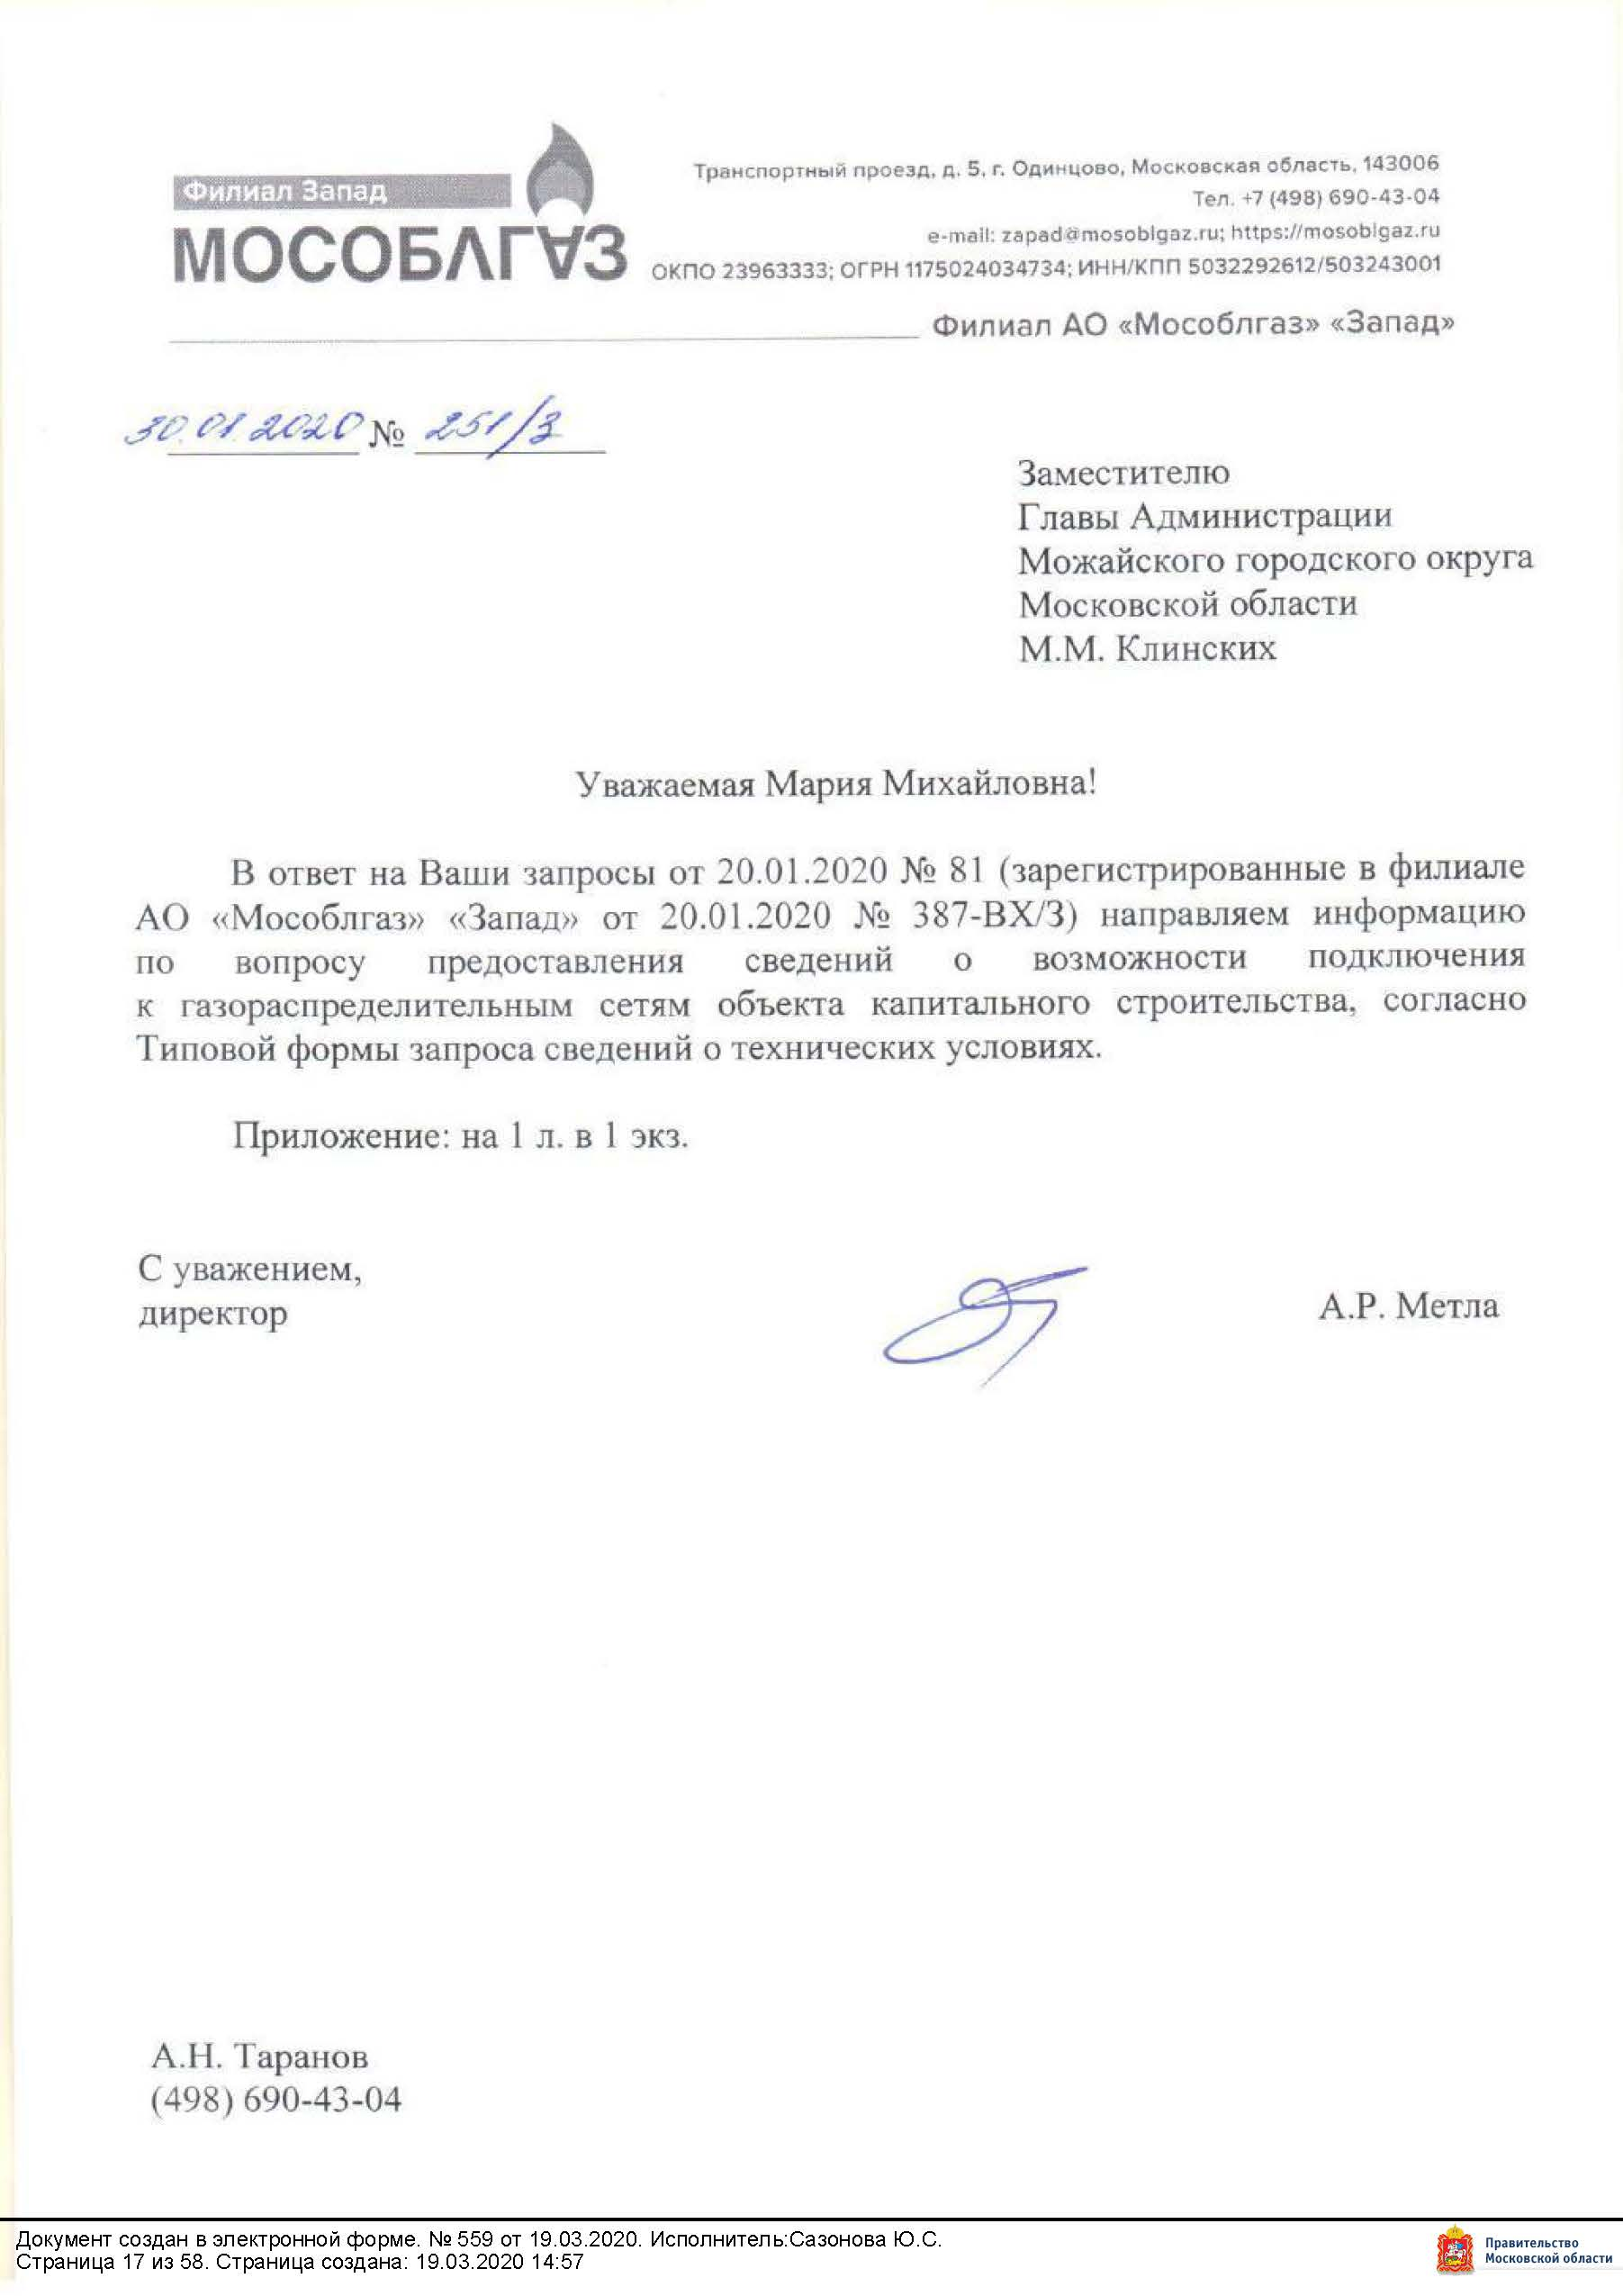 Филиал Запад
МОСОБЛГАЗ
Транспортный проезд, д. 5, г. Одинцово, Московская область, 143006
Тел. +7 (498) 690-43-04
e-mail: zapad@mosoblgaz.ru; https://mosoblgaz.ru
ОКПО 23963333; ОГРН 1175024034734; ИНН/КПП 5032292612/503243001
Филиал АО «Мособлгаз» «Запад»
30.01.2020 № 251/З
Заместителю
Главы Администрации
Можайского городского округа
Московской области
М.М. Клинских
Уважаемая Мария Михайловна!
В ответ на Ваши запросы от 20.01.2020 № 81 (зарегистрированные в филиале
АО «Мособлгаз» «Запад» от 20.01.2020 № 387-ВХ/З) направляем информацию
по вопросу предоставления сведений о возможности подключения
к газораспределительным сетям объекта капитального строительства, согласно
Типовой формы запроса сведений о технических условиях.
Приложение: на 1 л. в 1 экз.
С уважением,
директор
А.Р. Метла
А.Н. Таранов
(498) 690-43-04
Документ создан в электронной форме. № 559 от 19.03.2020. Исполнитель:Сазонова Ю.С.
Страница 17 из 58. Страница создана: 19.03.2020 14:57
Правительство
Московской области